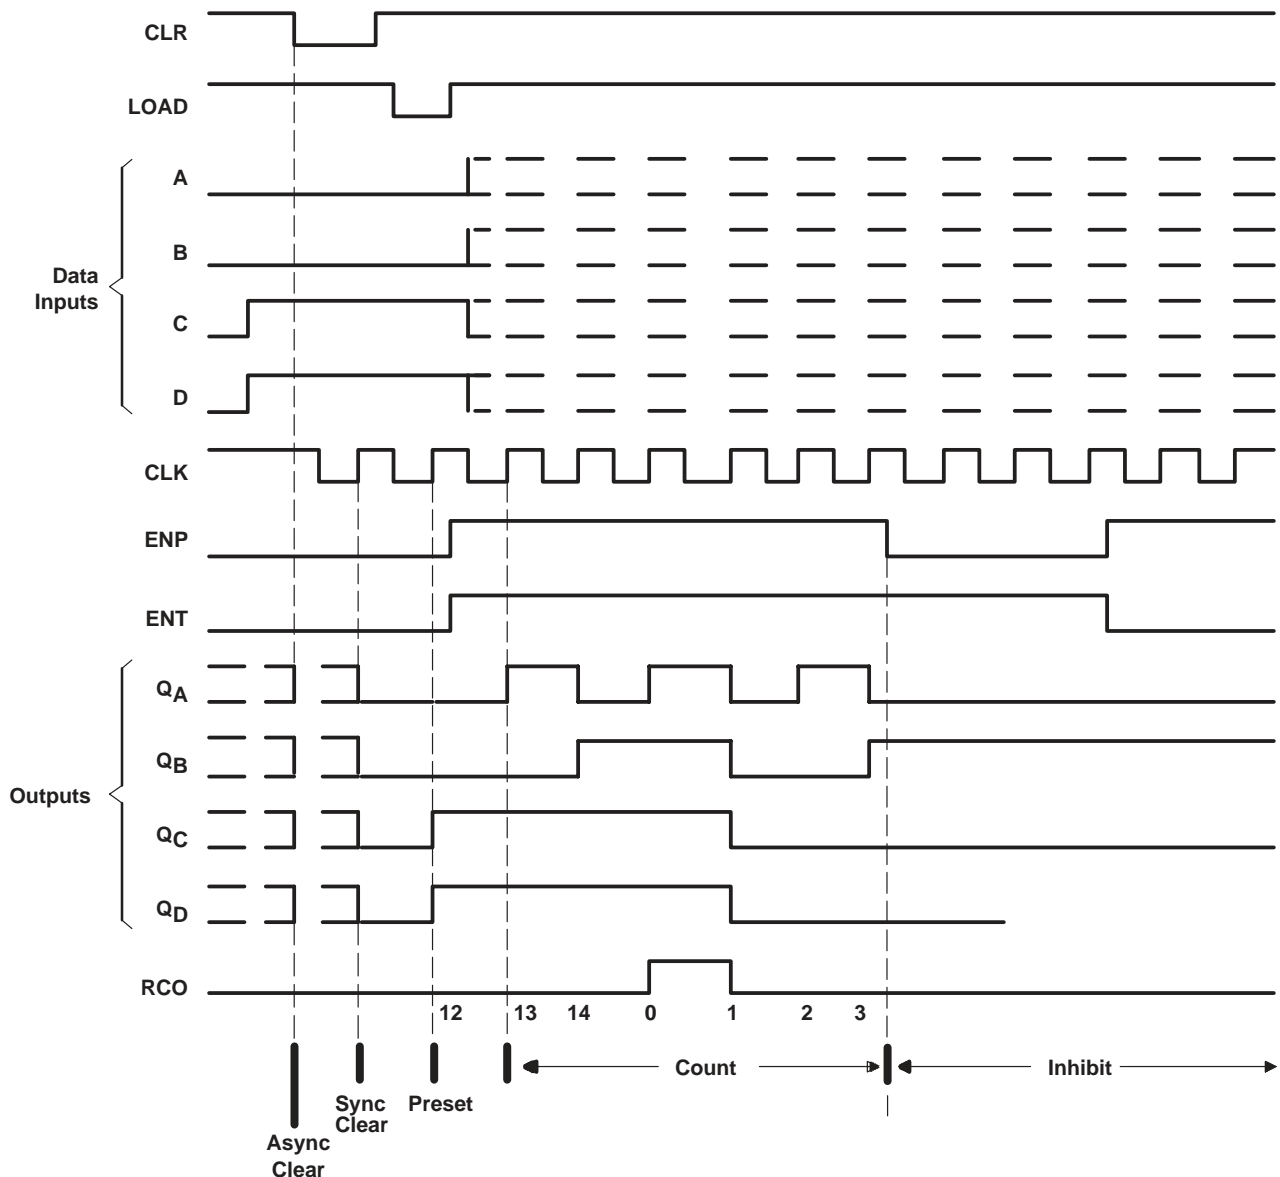 CLR
LOAD
A
B
Data
Inputs
C
D
CLK
ENP
ENT
QA
QB
Outputs
QC
QD
RCO
12 13 14 0 1 2 3
Count Inhibit
Sync
Clear
Preset
Async
Clear